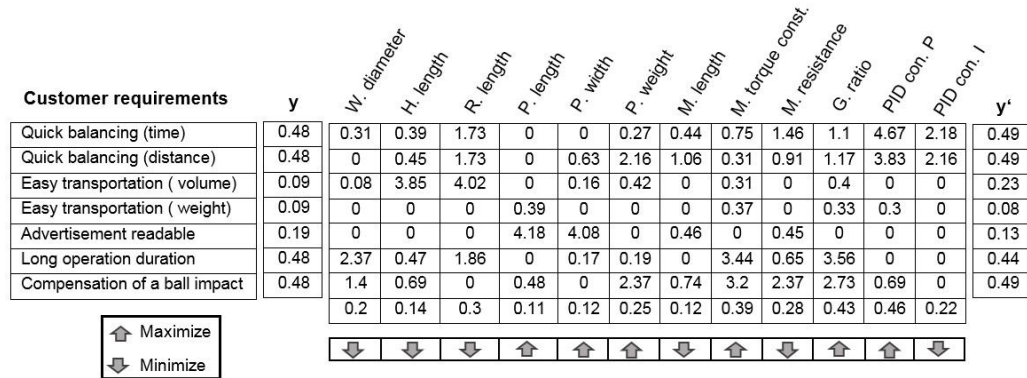 W. diameter H. length R. length P. length P. width P. weight M. length M. torque const. M. resistance G. ratio PID con. P PID con. I
Customer requirements y y‘
Quick balancing (time) 0.48 0.31 0.39 1.73 0 0 0.27 0.44 0.75 1.46 1.1 4.67 2.18 0.49
Quick balancing (distance) 0.48 0 0.45 1.73 0 0.63 2.16 1.06 0.31 0.91 1.17 3.83 2.16 0.49
Easy transportation ( volume) 0.09 0.08 3.85 4.02 0 0.16 0.42 0 0.31 0 0.4 0 0 0.23
Easy transportation ( weight) 0.09 0 0 0 0.39 0 0 0 0.37 0 0.33 0.3 0 0.08
Advertisement readable 0.19 0 0 0 4.18 4.08 0 0.46 0 0.45 0 0 0 0.13
Long operation duration 0.48 2.37 0.47 1.86 0 0.17 0.19 0 3.44 0.65 3.56 0 0 0.44
Compensation of a ball impact 0.48 1.4 0.69 0 0.48 0 2.37 0.74 3.2 2.37 2.73 0.69 0 0.49
0.2 0.14 0.3 0.11 0.12 0.25 0.12 0.39 0.28 0.43 0.46 0.22
Maximize
Minimize